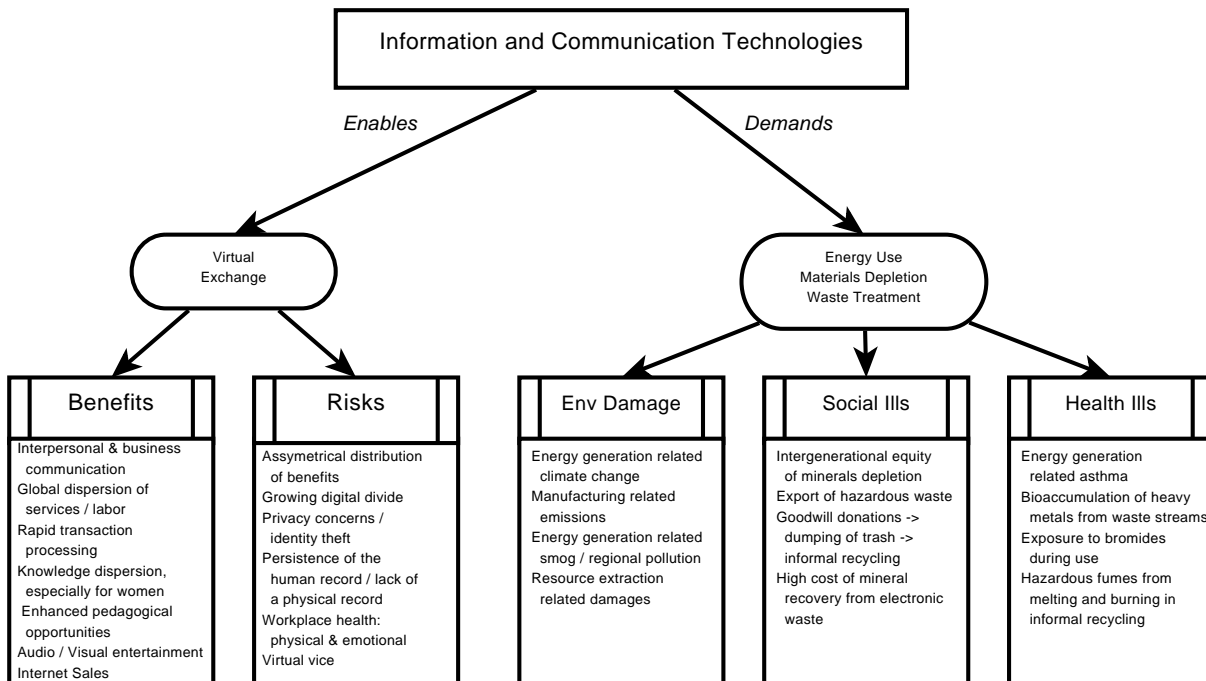 Information and Communication Technologies
Enables
Demands
Virtual
Exchange
Energy Use
Materials Depletion
Waste Treatment
Benefits
Interpersonal & business
communication
Global dispersion of
services / labor
Rapid transaction
processing
Knowledge dispersion,
especially for women
Enhanced pedagogical
opportunities
Audio / Visual entertainment
Internet Sales
Risks
Assymetrical distribution
of benefits
Growing digital divide
Privacy concerns /
identity theft
Persistence of the
human record / lack of
a physical record
Workplace health:
physical & emotional
Virtual vice
Env Damage
Energy generation related
climate change
Manufacturing related
emissions
Energy generation related
smog / regional pollution
Resource extraction
related damages
Social Ills
Intergenerational equity
of minerals depletion
Export of hazardous waste
Goodwill donations ->
dumping of trash ->
informal recycling
High cost of mineral
recovery from electronic
waste
Health Ills
Energy generation
related asthma
Bioaccumulation of heavy
metals from waste streams
Exposure to bromides
during use
Hazardous fumes from
melting and burning in
informal recycling